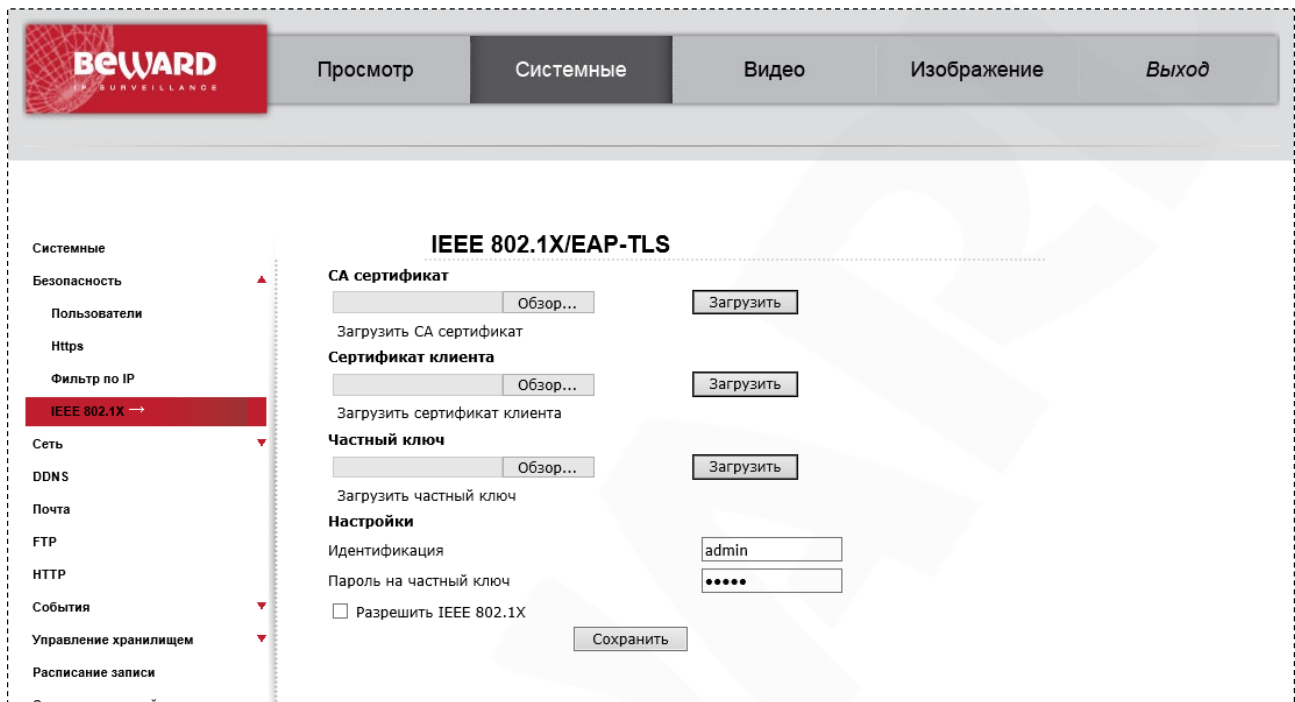 BEWARD
IP SURVEILLANCE
Просмотр
Системные
Видео
Изображение
Выход
Системные
Безопасность
Пользователи
Https
Фильтр по IP
IEEE 802.1X →
Сеть
DDNS
Почта
FTP
HTTP
События
Управление хранилищем
Расписание записи
IEEE 802.1X/EAP-TLS
CA сертификат
Обзор... Загрузить
Загрузить CA сертификат
Сертификат клиента
Обзор... Загрузить
Загрузить сертификат клиента
Частный ключ
Обзор... Загрузить
Загрузить частный ключ
Настройки
Идентификация admin
Пароль на частный ключ •••••
Разрешить IEEE 802.1X
Сохранить